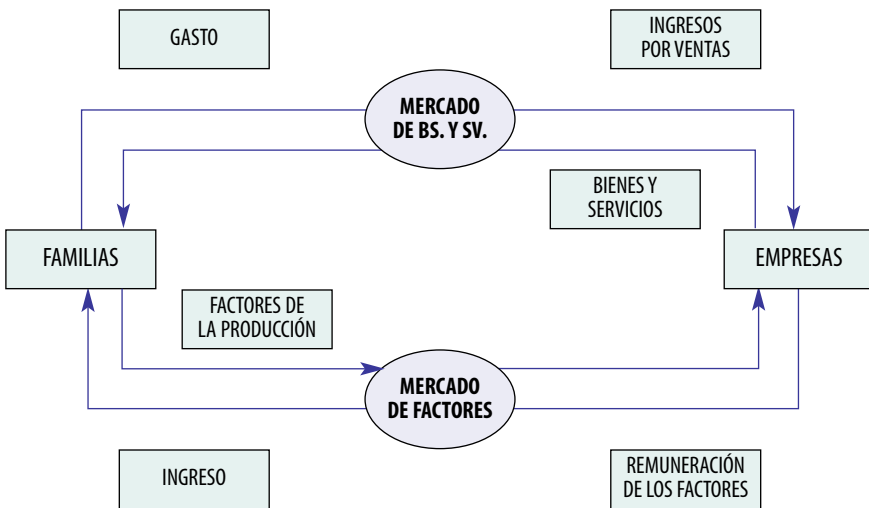 GASTO
INGRESOS
POR VENTAS
MERCADO
DE BS. Y SV.
BIENES Y
SERVICIOS
FAMILIAS
EMPRESAS
FACTORES DE
LA PRODUCCIÓN
MERCADO
DE FACTORES
INGRESO
REMUNERACIÓN
DE LOS FACTORES